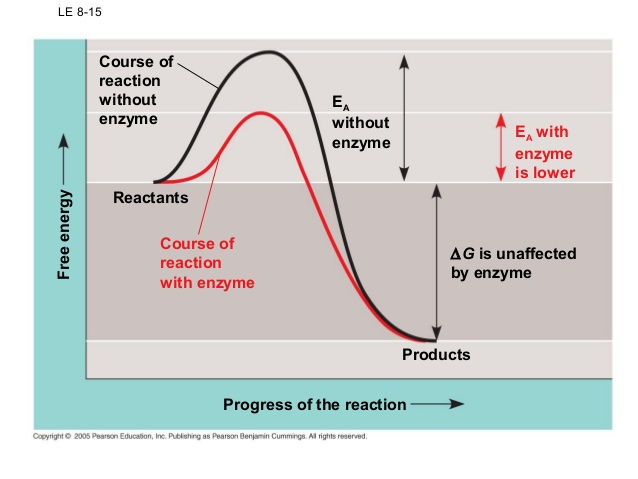 LE 8-15
Course of
reaction
without
enzyme
E_A
without
enzyme
E_A with
enzyme
is lower
Reactants
Free energy
Course of
reaction
with enzyme
ΔG is unaffected
by enzyme
Products
Progress of the reaction
Copyright © 2005 Pearson Education, Inc. Publishing as Pearson Benjamin Cummings. All rights reserved.